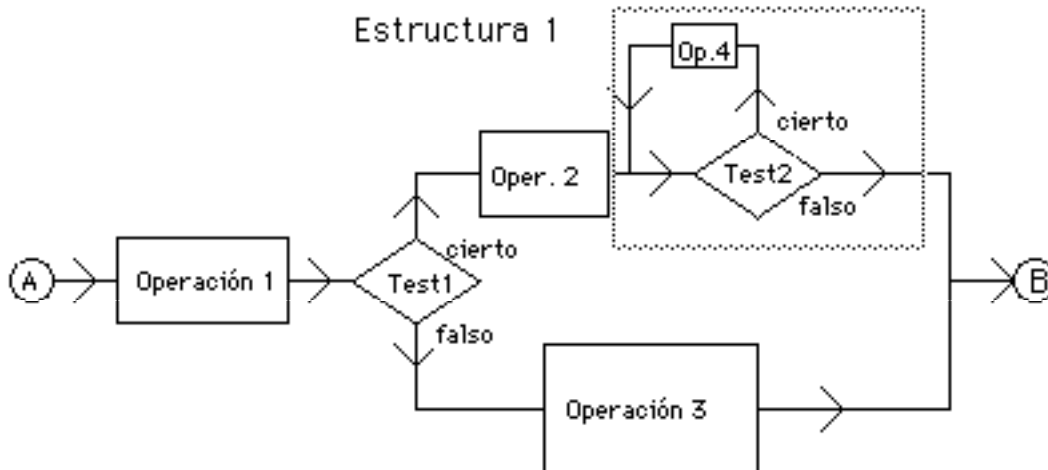 Estructura 1
Op.4
cierto
Oper. 2
Test2
falso
cierto
A
Operación 1
Test1
B
falso
Operación 3